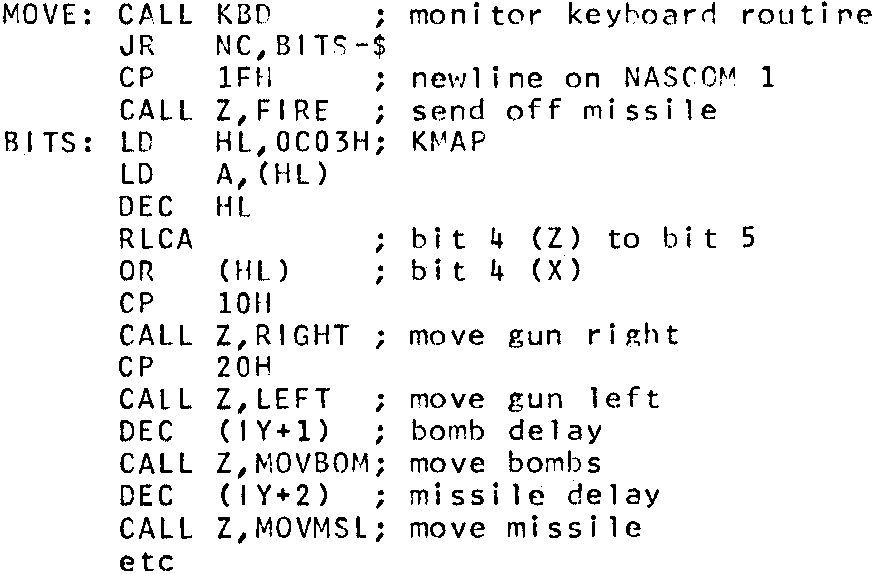 MOVE: CALL KBD ; monitor keyboard routine
JR NC,BITS-$
CP 1FH ; newline on NASCOM 1
CALL Z,FIRE ; send off missile
BITS: LD HL,0C03H; KMAP
LD A,(HL)
DEC HL
RLCA ; bit 4 (Z) to bit 5
OR (HL) ; bit 4 (X)
CP 10H
CALL Z,RIGHT ; move gun right
CP 20H
CALL Z,LEFT ; move gun left
DEC (IY+1) ; bomb delay
CALL Z,MOVBOM; move bombs
DEC (IY+2) ; missile delay
CALL Z,MOVMSL; move missile
etc